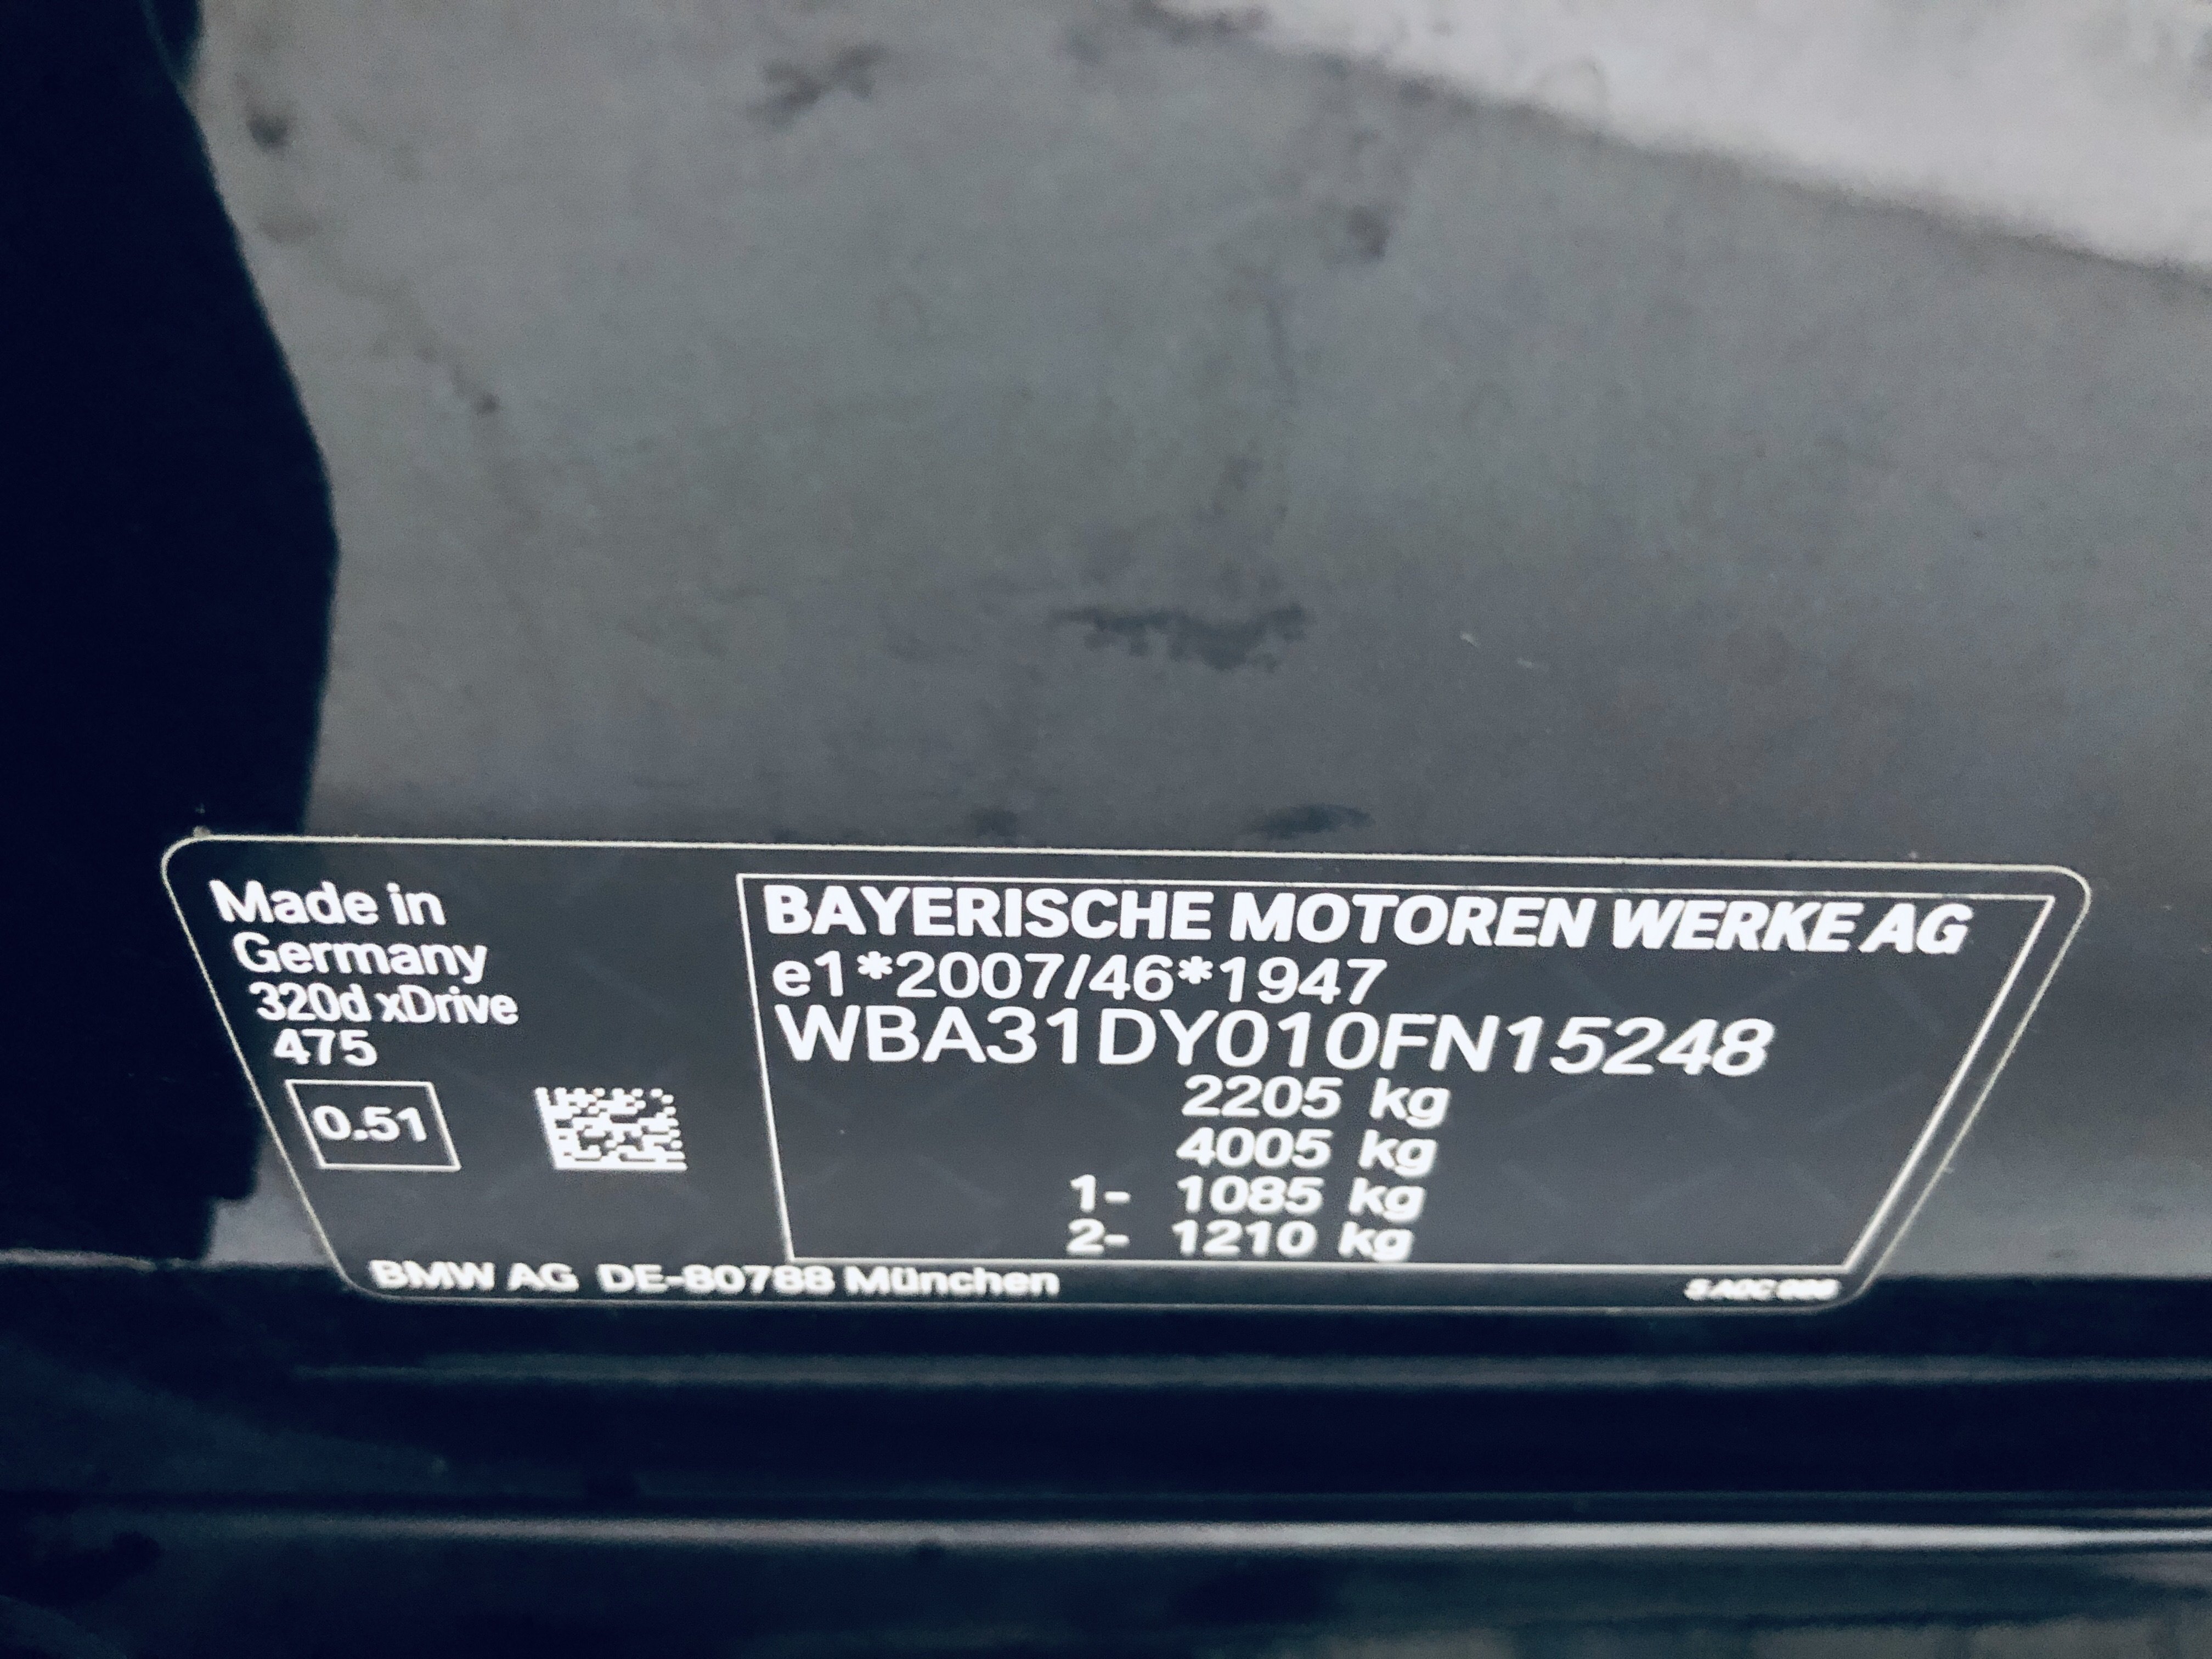 Made in
Germany
320d xDrive
475
0.51
BAYERISCHE MOTOREN WERKE AG
e1*2007/46*1947
WBA31DY010FN15248
2205 kg
4005 kg
1- 1085 kg
2- 1210 kg
BMW AG DE-80788 München